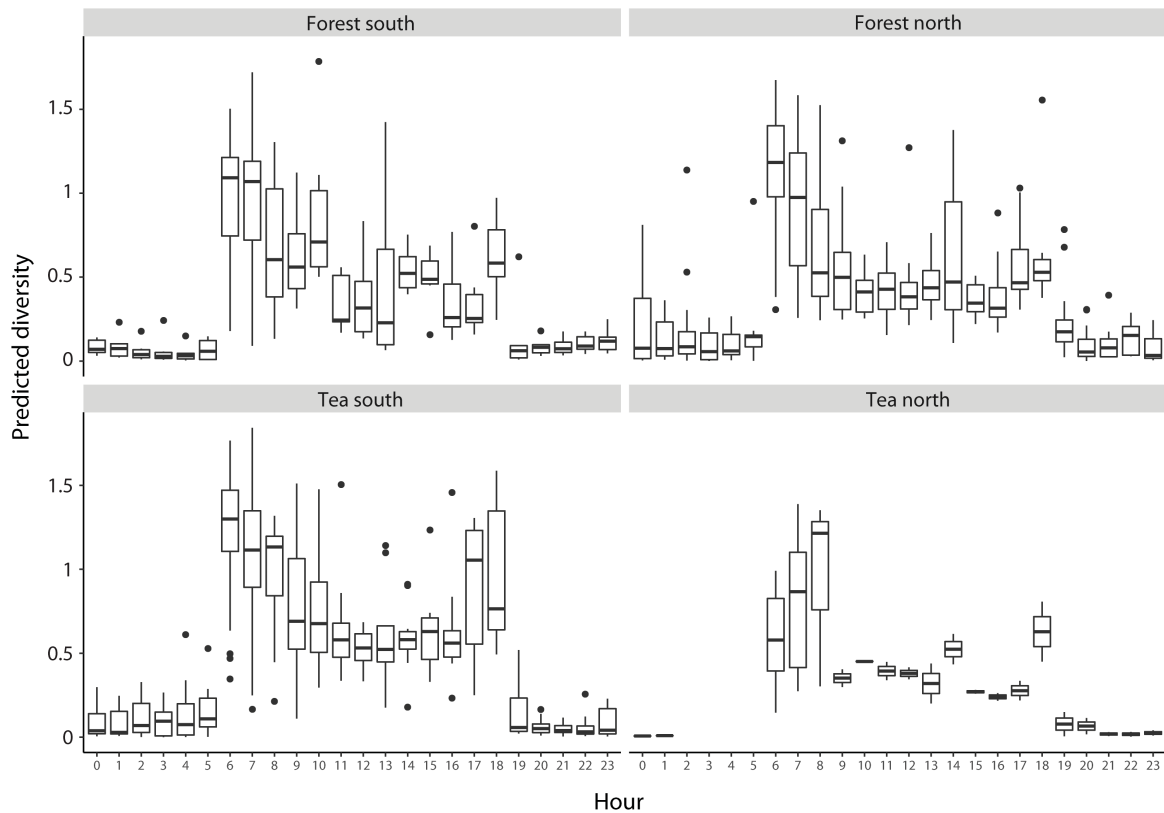 Forest south
Forest north
1.5
1
0.5
0
Predicted diversity
Tea south
Tea north
1.5
1
0.5
0
0 1 2 3 4 5 6 7 8 9 10 11 12 13 14 15 16 17 18 19 20 21 22 23
0 1 2 3 4 5 6 7 8 9 10 11 12 13 14 15 16 17 18 19 20 21 22 23
Hour